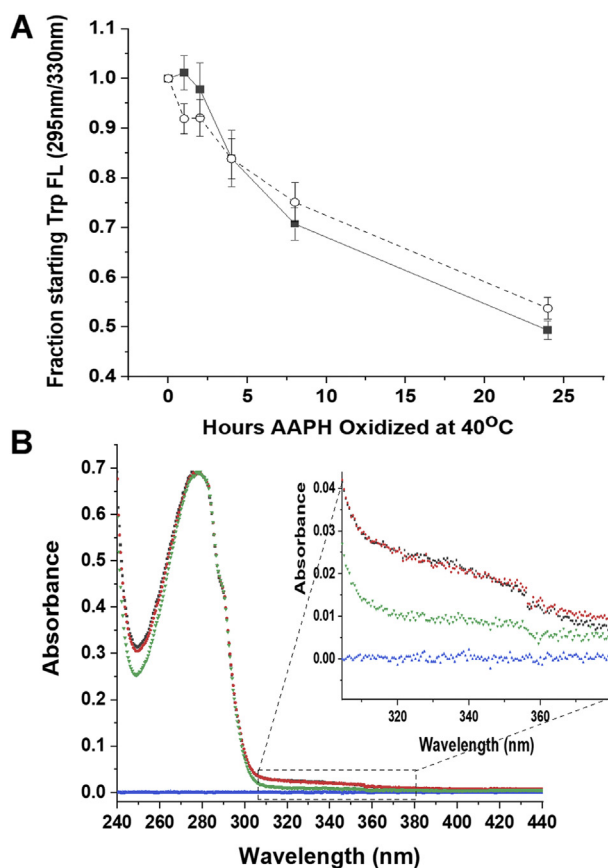 A
Fraction starting Trp FL (295nm/330nm)
1.1
1.0
0.9
0.8
0.7
0.6
0.5
0.4
0 5 10 15 20 25
Hours AAPH Oxidized at 40ºC
B
Absorbance
0.7
0.6
0.5
0.4
0.3
0.2
0.1
0.0
240 260 280 300 320 340 360 380 400 420 440
Wavelength (nm)
Absorbance
0.04
0.03
0.02
0.01
0.00
320 340 360
Wavelength (nm)